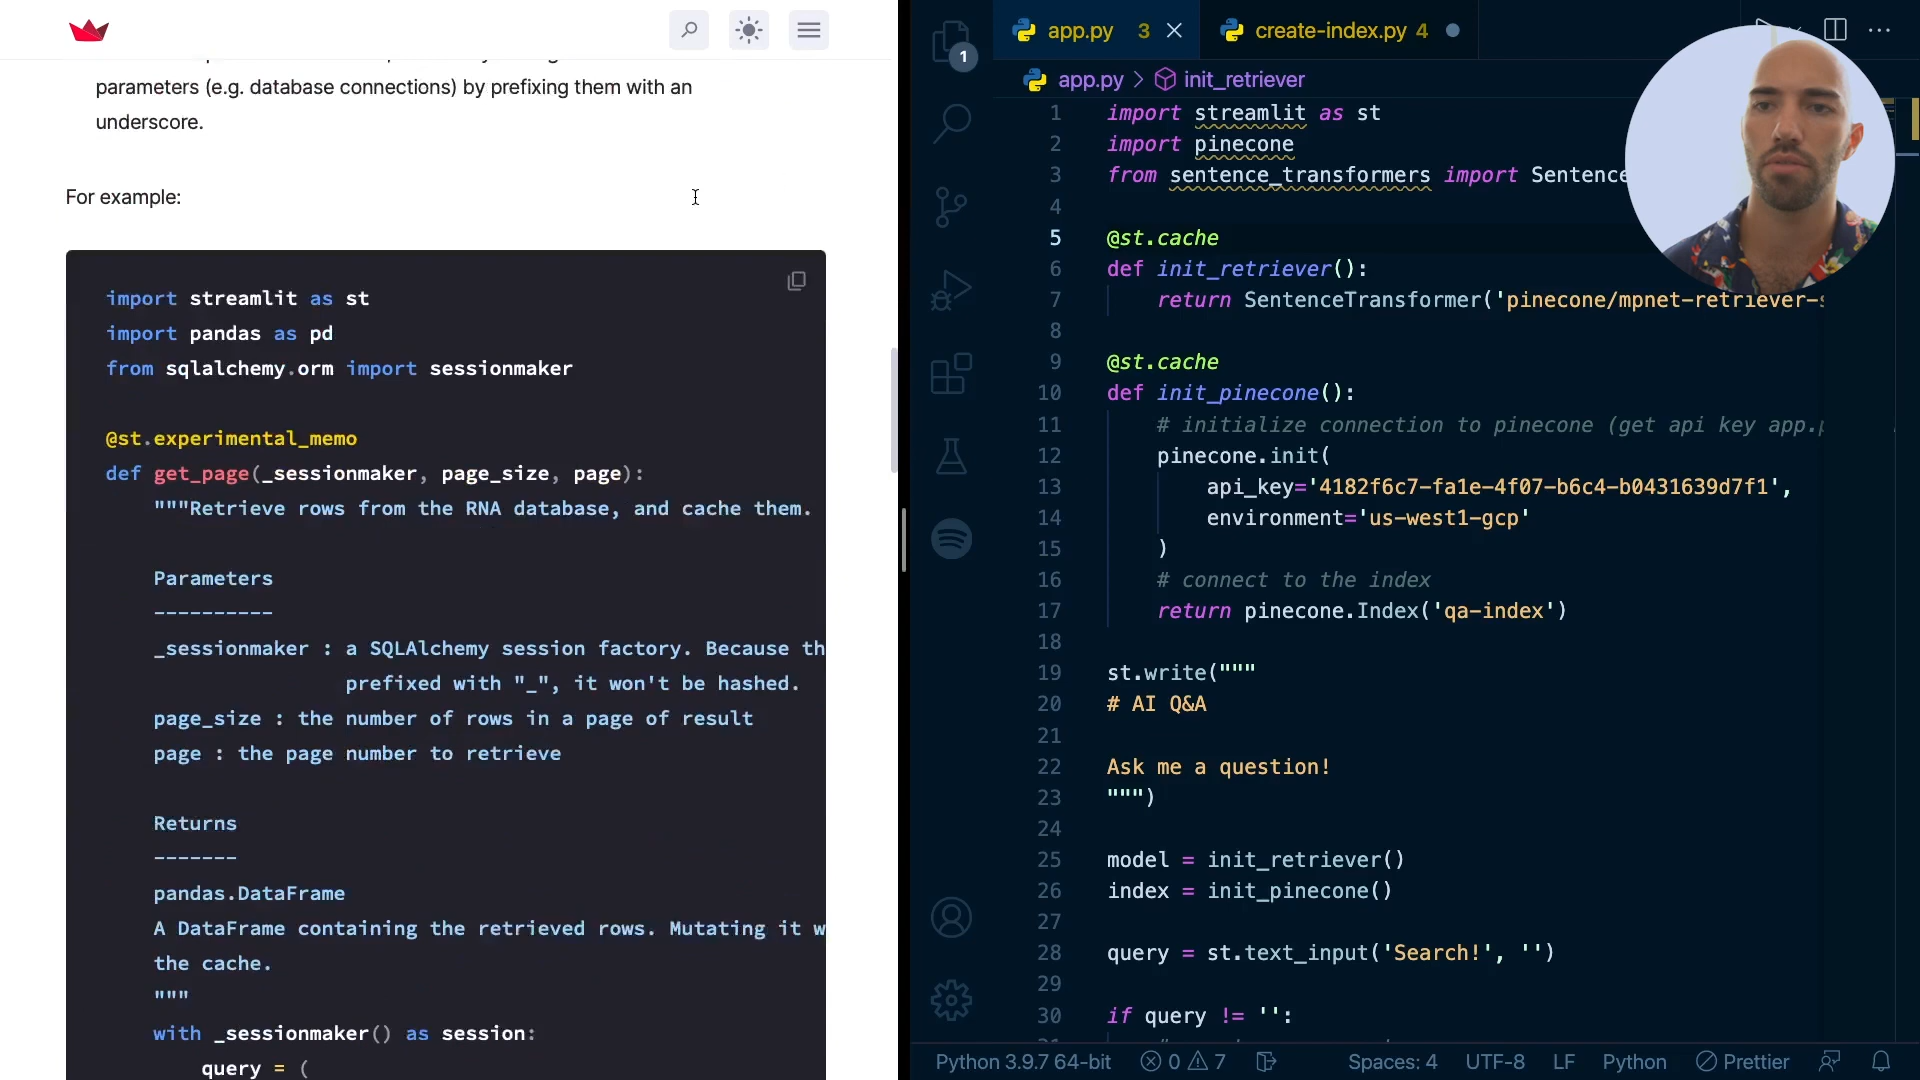 parameters (e.g. database connections) by prefixing them with an
underscore.
For example:
import streamlit as st
import pandas as pd
from sqlalchemy.orm import sessionmaker
@st.experimental_memo
def get_page(_sessionmaker, page_size, page):
"""Retrieve rows from the RNA database, and cache them.
Parameters
----------
_sessionmaker : a SQLAlchemy session factory. Because th
prefixed with "_", it won't be hashed.
page_size : the number of rows in a page of result
page : the page number to retrieve
Returns
-------
pandas.DataFrame
A DataFrame containing the retrieved rows. Mutating it w
the cache.
"""
with _sessionmaker() as session:
query = (
1
app.py 3
create-index.py 4
app.py > init_retriever
1 import streamlit as st
2 import pinecone
3 from sentence_transformers import Sentence
4
5 @st.cache
6 def init_retriever():
7 return SentenceTransformer('pinecone/mpnet-retriever-
8
9 @st.cache
10 def init_pinecone():
11 # initialize connection to pinecone (get api key app.
12 pinecone.init(
13 api_key='4182f6c7-fa1e-4f07-b6c4-b0431639d7f1',
14 environment='us-west1-gcp'
15 )
16 # connect to the index
17 return pinecone.Index('qa-index')
18
19 st.write("""
20 # AI Q&A
21
22 Ask me a question!
23 """)
24
25 model = init_retriever()
26 index = init_pinecone()
27
28 query = st.text_input('Search!', '')
29
30 if query != '':
Python 3.9.7 64-bit 0 7 Spaces: 4 UTF-8 LF Python Prettier